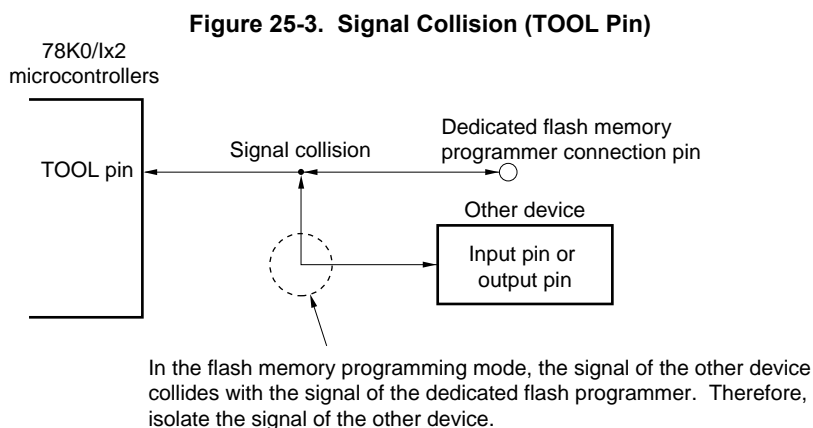 Figure 25-3. Signal Collision (TOOL Pin)
78K0/Ix2
microcontrollers
TOOL pin
Signal collision
Dedicated flash memory
programmer connection pin
Other device
Input pin or
output pin
In the flash memory programming mode, the signal of the other device
collides with the signal of the dedicated flash programmer. Therefore,
isolate the signal of the other device.